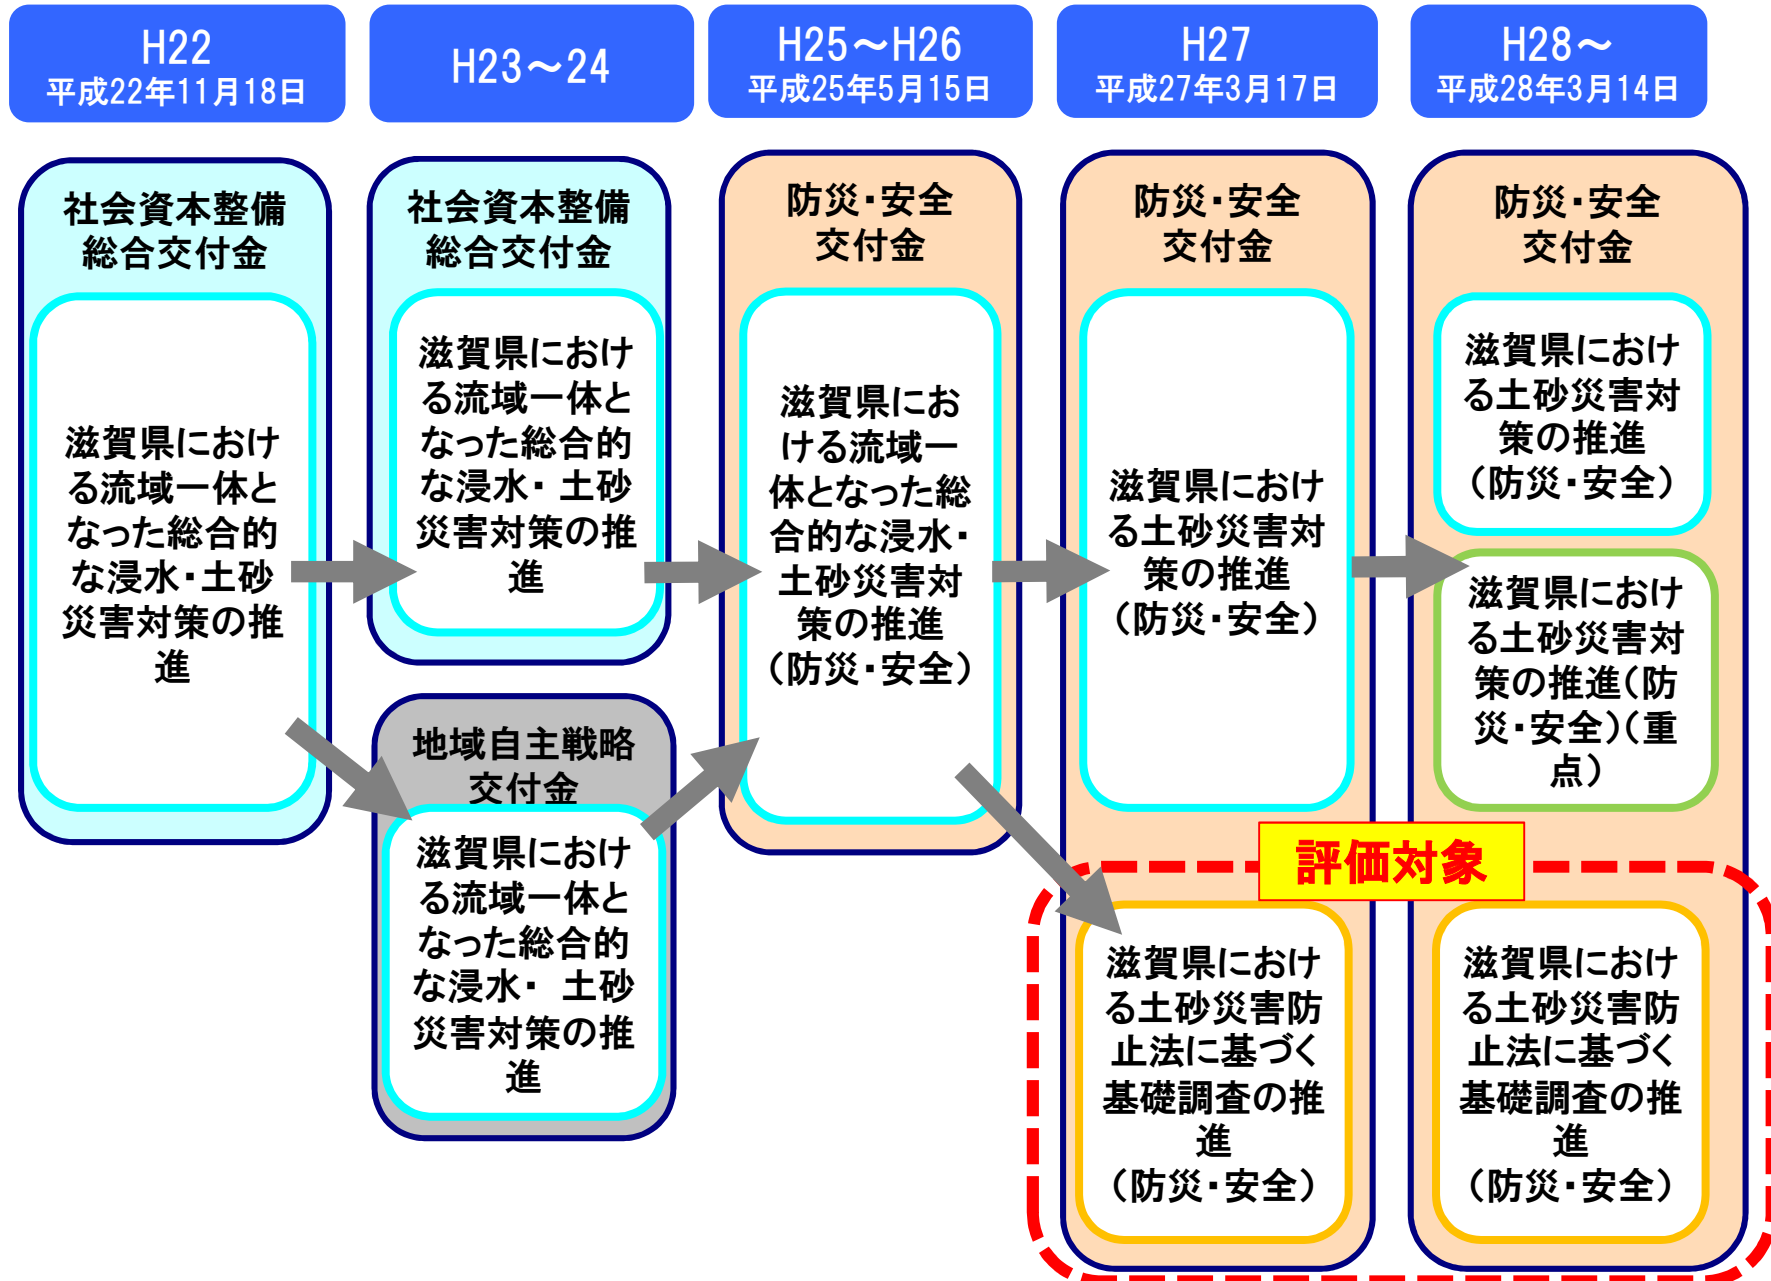 H22
平成22年11月18日
H23～24
H25～H26
平成25年5月15日
H27
平成27年3月17日
H28～
平成28年3月14日
社会資本整備
総合交付金
滋賀県におけ
る流域一体と
なった総合的
な浸水・土砂
災害対策の推
進
社会資本整備
総合交付金
滋賀県におけ
る流域一体と
なった総合的
な浸水・ 土砂
災害対策の推
進
地域自主戦略
交付金
滋賀県におけ
る流域一体と
なった総合的
な浸水・ 土砂
災害対策の推
進
防災・安全
交付金
滋賀県にお
ける流域一
体となった総
合的な浸水・
土砂災害対
策の推進
（防災・安全）
防災・安全
交付金
滋賀県におけ
る土砂災害対
策の推進
（防災・安全）
評価対象
滋賀県におけ
る土砂災害防
止法に基づく
基礎調査の推
進
（防災・安全）
防災・安全
交付金
滋賀県におけ
る土砂災害対
策の推進
（防災・安全）
滋賀県におけ
る土砂災害対
策の推進（防
災・安全）（重
点）
滋賀県におけ
る土砂災害防
止法に基づく
基礎調査の推
進
（防災・安全）